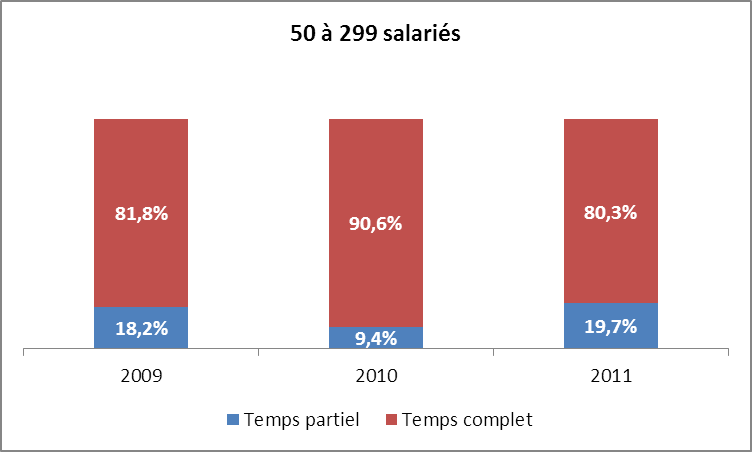 50 à 299 salariés
81,8% 90,6% 80,3%
18,2% 9,4% 19,7%
2009 2010 2011
Temps partiel Temps complet